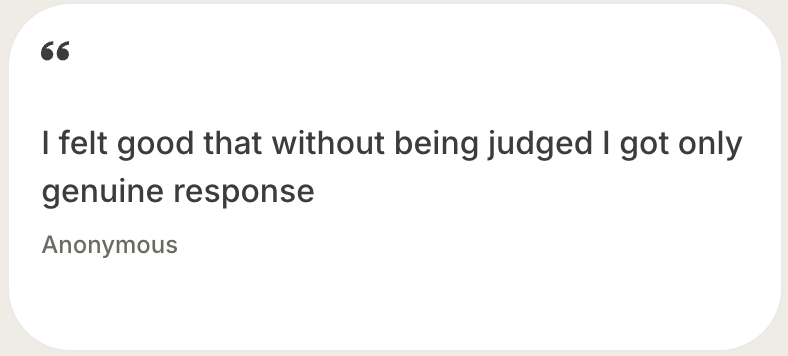 “
I felt good that without being judged I got only
genuine response
Anonymous